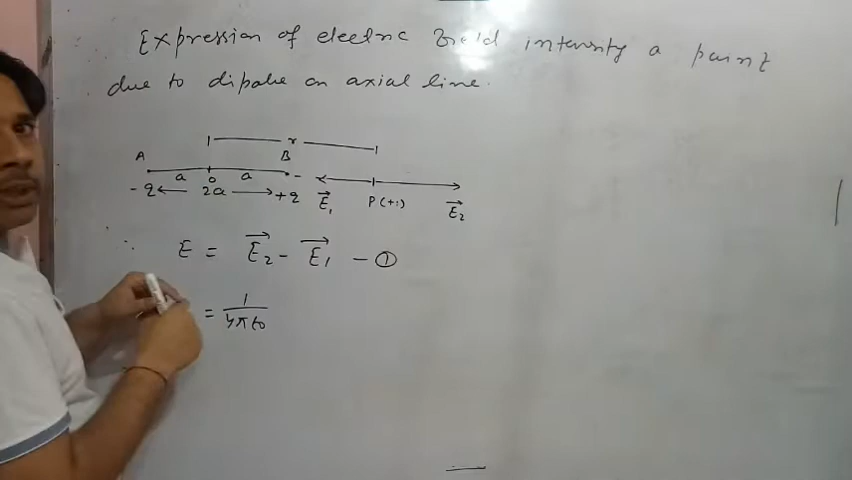 Expression of electric Field intensity a point
due to dipole on axial line.
r
A B
a o a
-q 2a +q E₁ P(+1) E₂
∴ E = E₂ - E₁ - ①
= 1/4πε₀